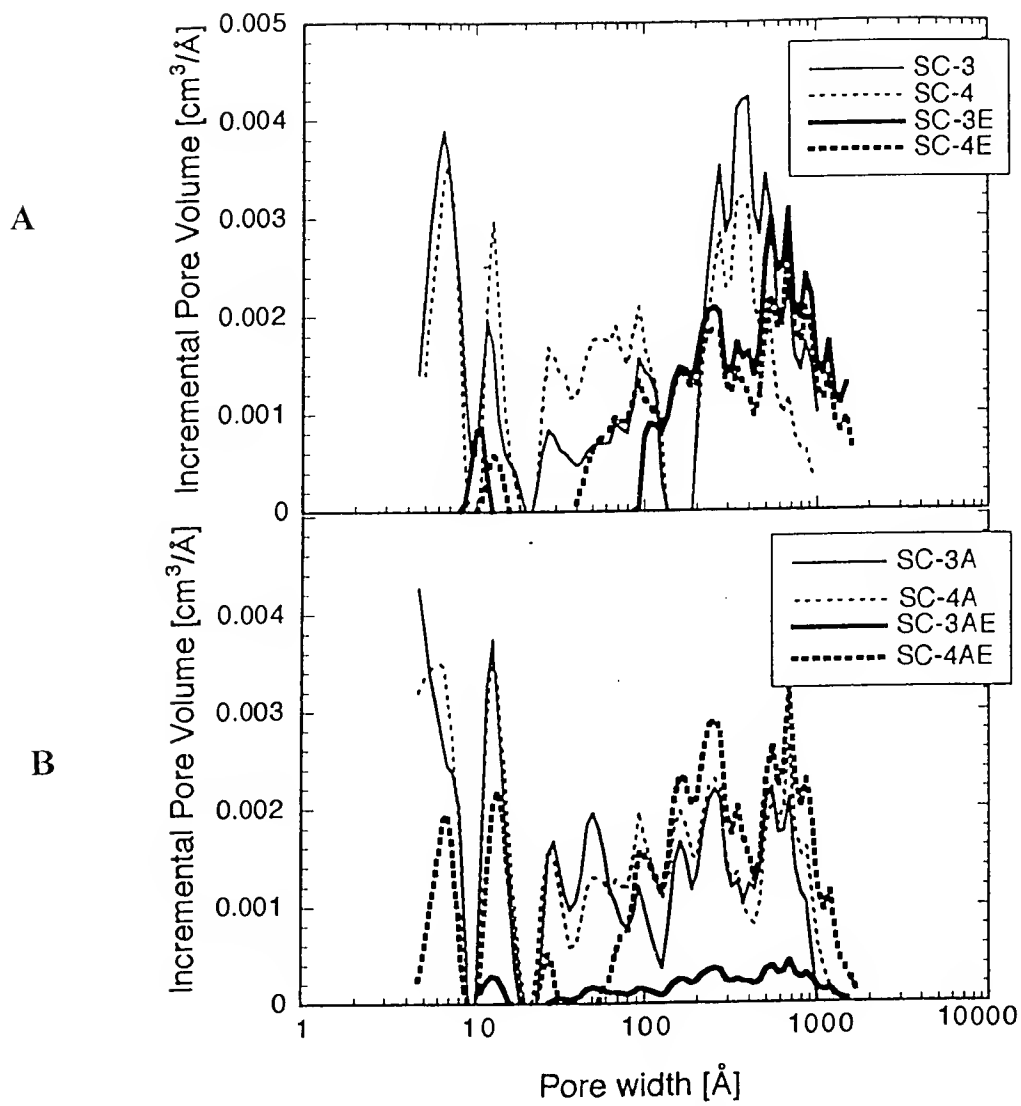 A
Incremental Pore Volume [cm³/Å]
0.005
0.004
0.003
0.002
0.001
0
SC-3
SC-4
SC-3E
SC-4E
B
Incremental Pore Volume [cm³/Å]
0.004
0.003
0.002
0.001
0
SC-3A
SC-4A
SC-3AE
SC-4AE
1 10 100 1000 10000
Pore width [Å]